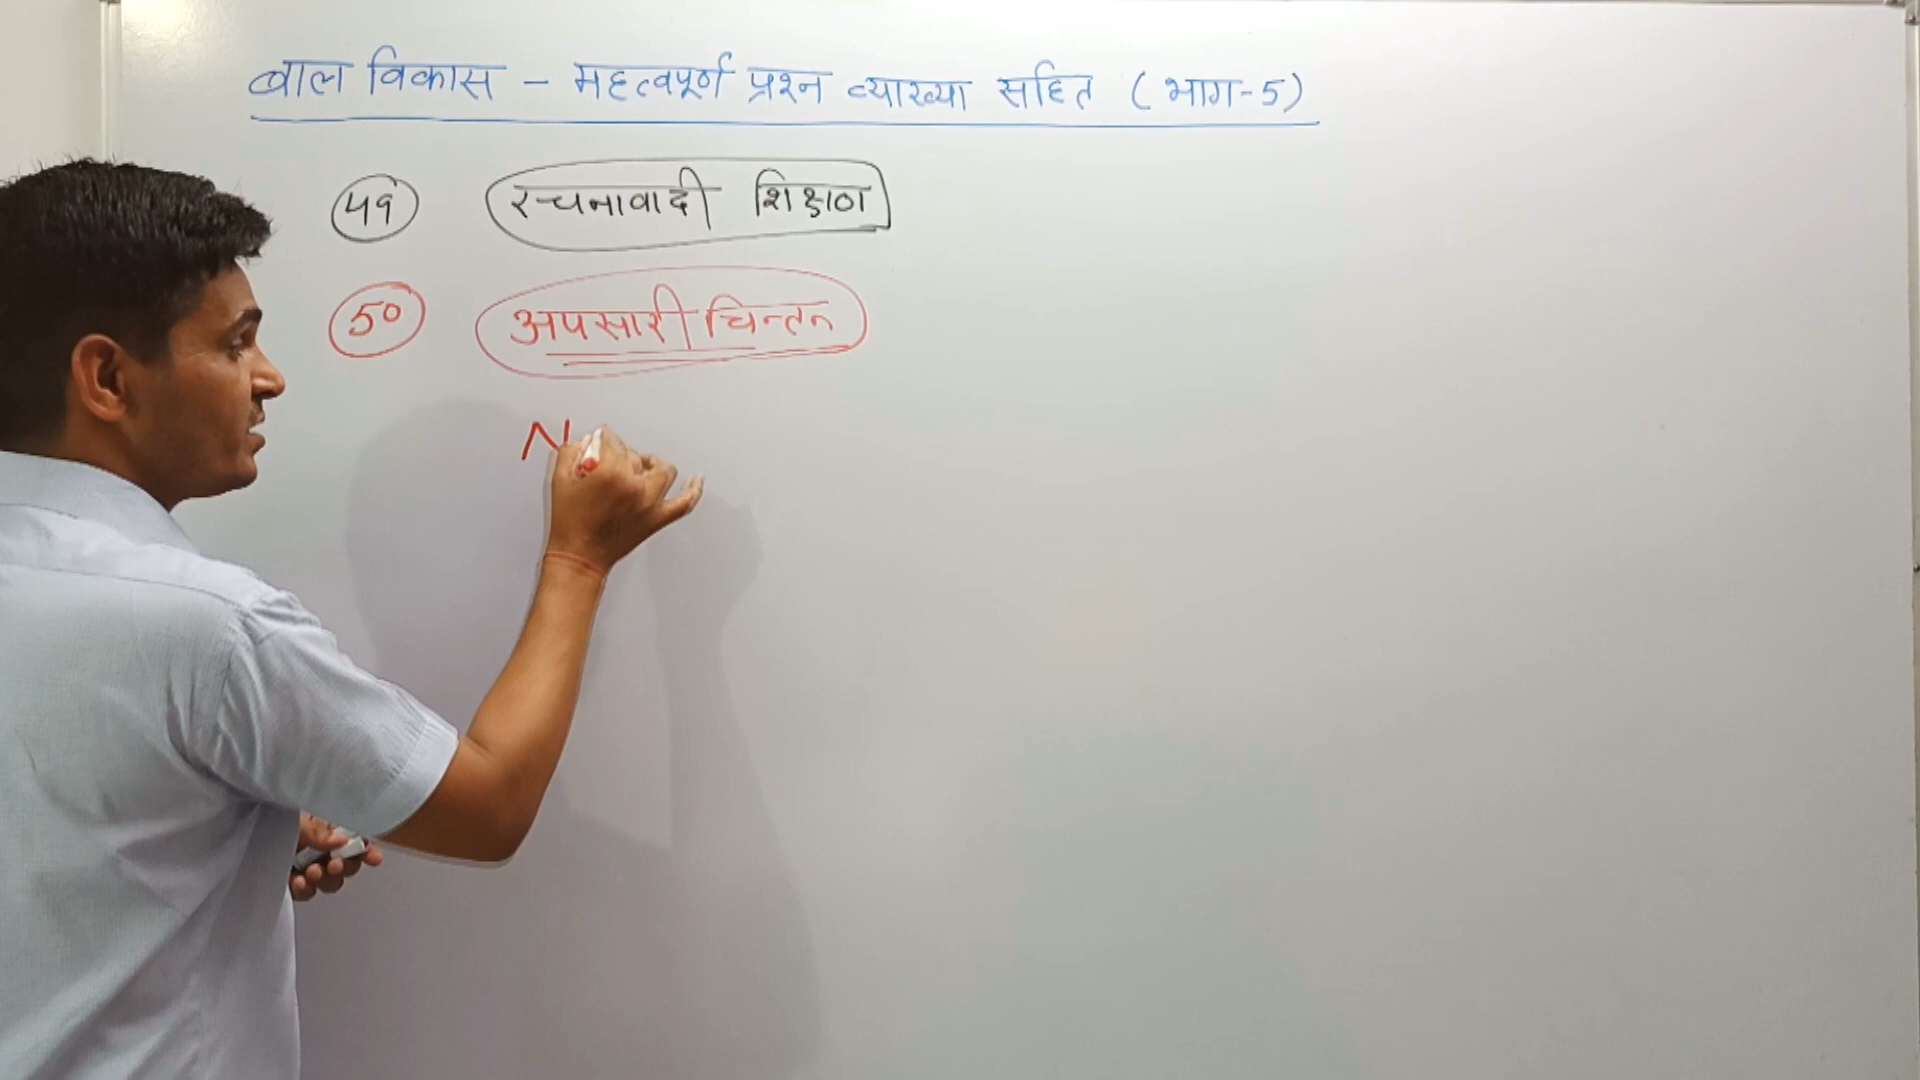 बाल विकास - महत्वपूर्ण प्रश्न व्याख्या सहित (भाग-5)
49 रचनावादी शिक्षण
50 अपसारी चिन्तन
N